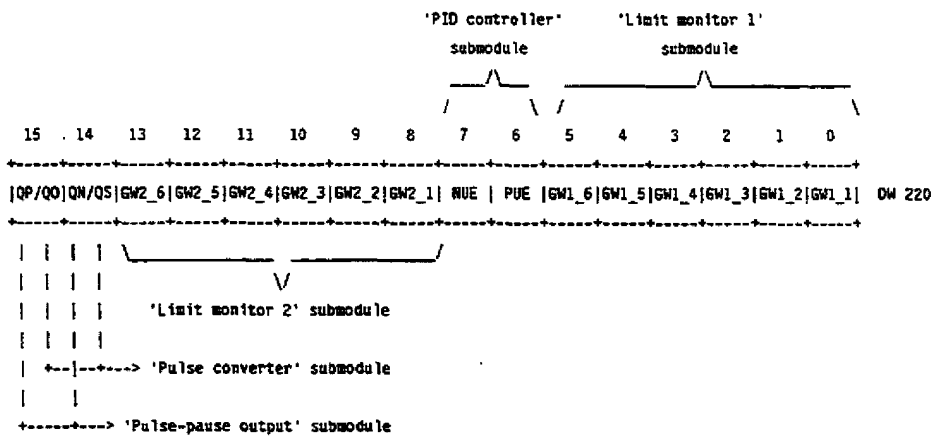 'PID controller' 'Limit monitor 1'
submodule submodule
15 . 14 13 12 11 10 9 8 7 6 5 4 3 2 1 0
|QP/QO|QN/QS|GW2_6|GW2_5|GW2_4|GW2_3|GW2_2|GW2_1| NUE | PUE |GW1_6|GW1_5|GW1_4|GW1_3|GW1_2|GW1_1| DW 220
'Limit monitor 2' submodule
'Pulse converter' submodule
'Pulse-pause output' submodule